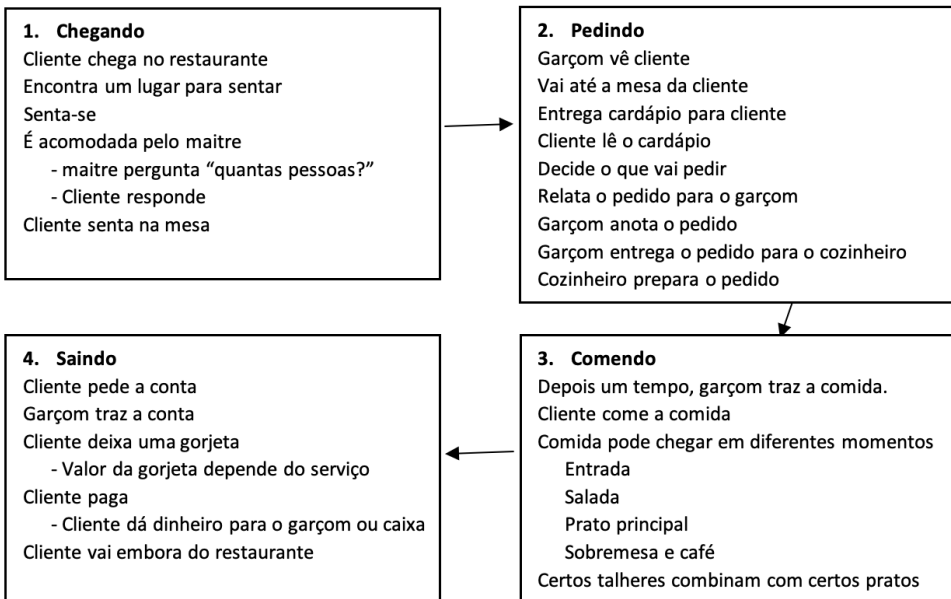 1. Chegando
Cliente chega no restaurante
Encontra um lugar para sentar
Senta-se
É acomodada pelo maitre
- maitre pergunta “quantas pessoas?”
- Cliente responde
Cliente senta na mesa
2. Pedindo
Garçom vê cliente
Vai até a mesa da cliente
Entrega cardápio para cliente
Cliente lê o cardápio
Decide o que vai pedir
Relata o pedido para o garçom
Garçom anota o pedido
Garçom entrega o pedido para o cozinheiro
Cozinheiro prepara o pedido
3. Comendo
Depois um tempo, garçom traz a comida.
Cliente come a comida
Comida pode chegar em diferentes momentos
Entrada
Salada
Prato principal
Sobremesa e café
Certos talheres combinam com certos pratos
4. Saindo
Cliente pede a conta
Garçom traz a conta
Cliente deixa uma gorjeta
- Valor da gorjeta depende do serviço
Cliente paga
- Cliente dá dinheiro para o garçom ou caixa
Cliente vai embora do restaurante